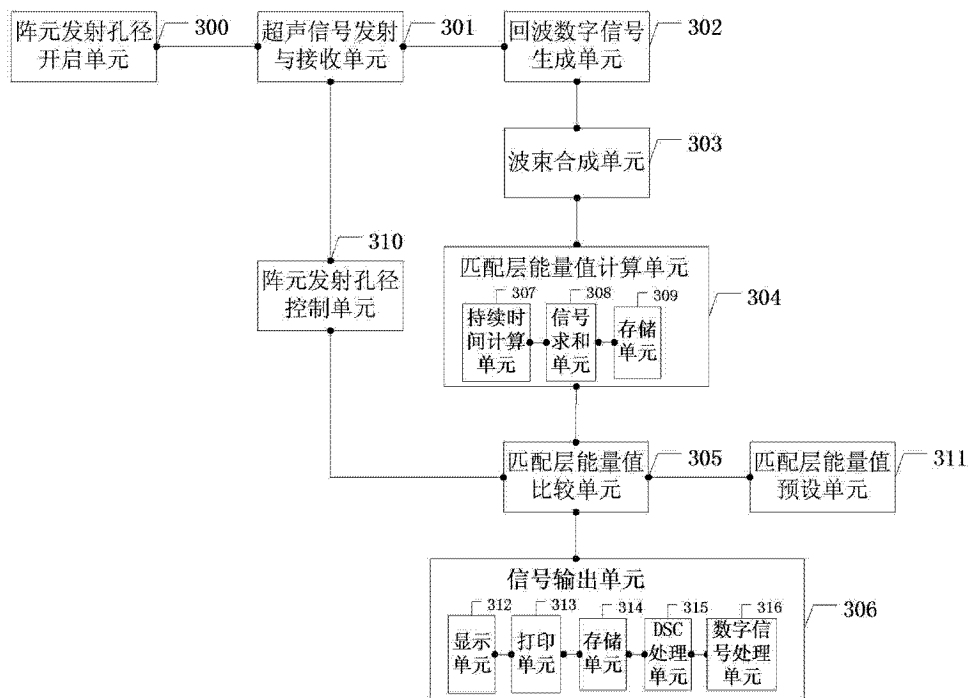 阵元发射孔径
开启单元
300
超声信号发射
与接收单元
301
回波数字信号
生成单元
302
波束合成单元
303
310
阵元发射孔径
控制单元
匹配层能量值计算单元
304
307
持续时
间计算
单元
308
信号
求和
单元
309
存储
单元
匹配层能量值
比较单元
305
匹配层能量值
预设单元
311
信号输出单元
306
312
显示
单元
313
打印
单元
314
存储
单元
315
DSC
处理
单元
316
数字信
号处理
单元